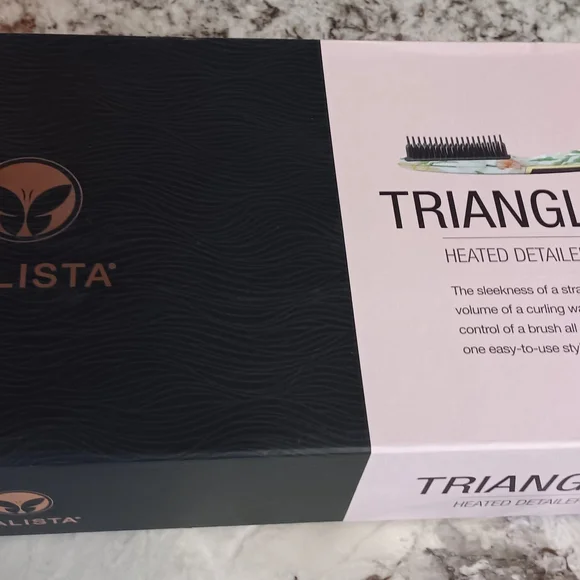 LISTA®
TRIANGL
HEATED DETAILE
The sleekness of a stra
volume of a curling wa
control of a brush all
one easy-to-use sty
ALISTA®
TRIANG
HEATED DETAILE